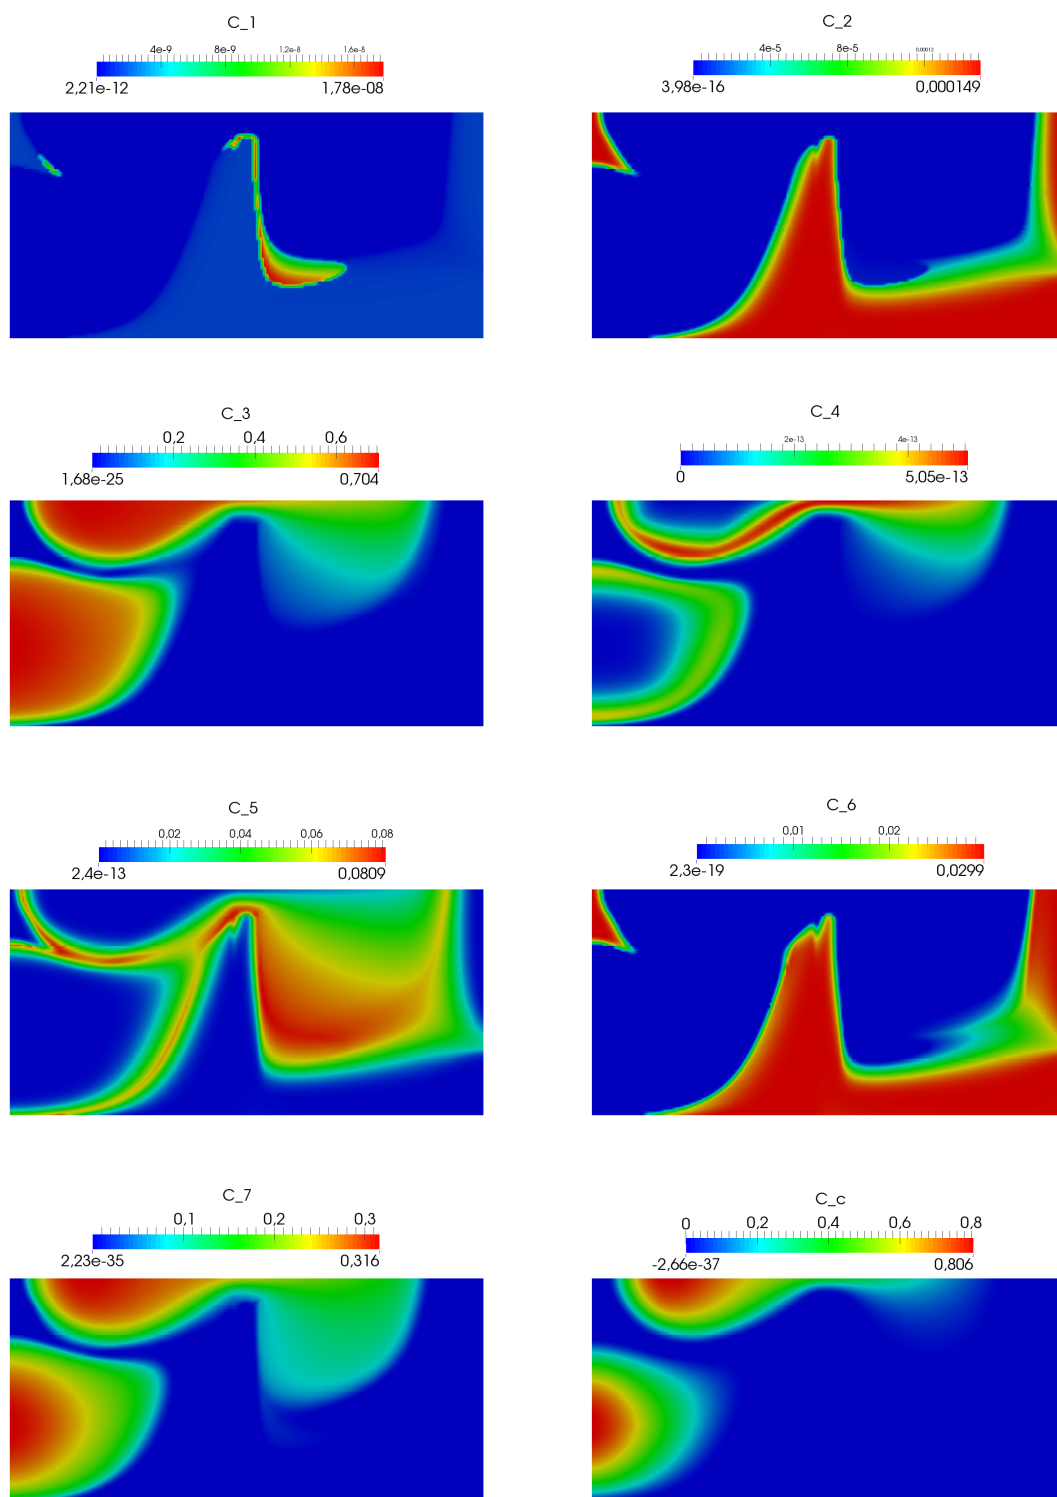 C_1
4e-9 8e-9 1,2e-8 1,6e-8
2,21e-12 1,78e-08
C_2
4e-5 8e-5 0,00012
3,98e-16 0,000149
C_3
0,2 0,4 0,6
1,68e-25 0,704
C_4
2e-13 4e-13
0 5,05e-13
C_5
0,02 0,04 0,06 0,08
2,4e-13 0,0809
C_6
0,01 0,02
2,3e-19 0,0299
C_7
0,1 0,2 0,3
2,23e-35 0,316
C_c
0 0,2 0,4 0,6 0,8
-2,66e-37 0,806